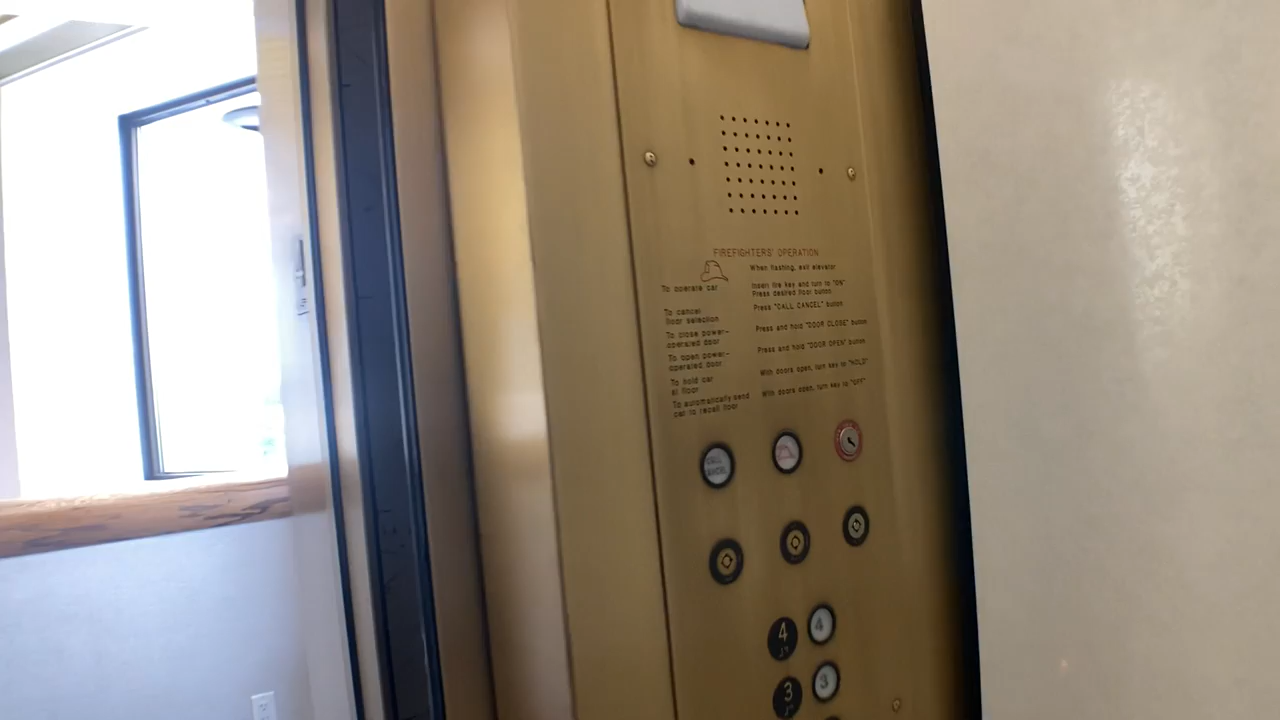 FIREFIGHTERS' OPERATION
When flashing, exit elevator
To operate car
Insert fire key and turn to "ON"
Press desired floor button
To cancel
floor selection
Press "CALL CANCEL" button
To close power-
operated door
Press and hold "DOOR CLOSE" button
To open power-
operated door
Press and hold "DOOR OPEN" button
To hold car
at floor
With doors open, turn key to "HOLD"
To automatically send
car to recall floor
With doors open, turn key to "OFF"
CALL
CANCEL
4 4
3 3